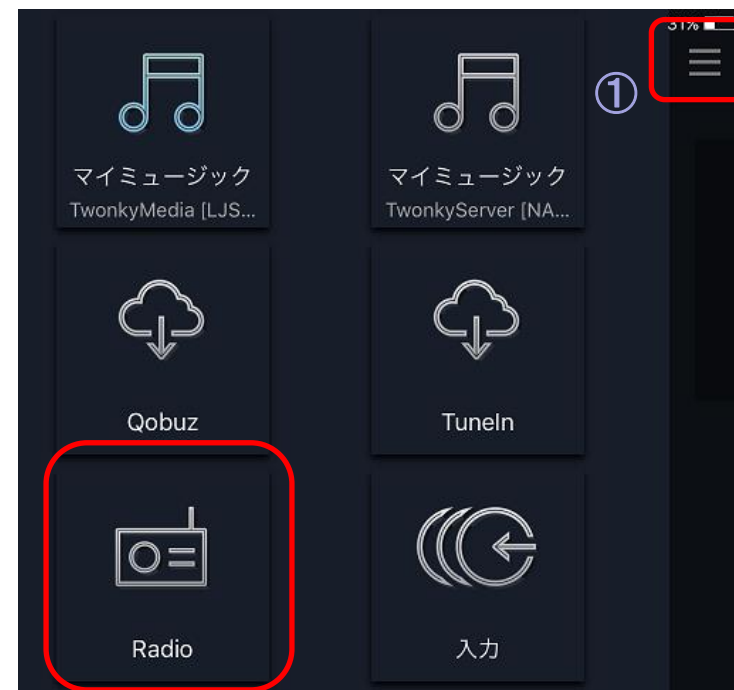 31%
①
マイミュージック
TwonkyMedia [LJS...
マイミュージック
TwonkyServer [NA...
Qobuz
TuneIn
Radio
入力